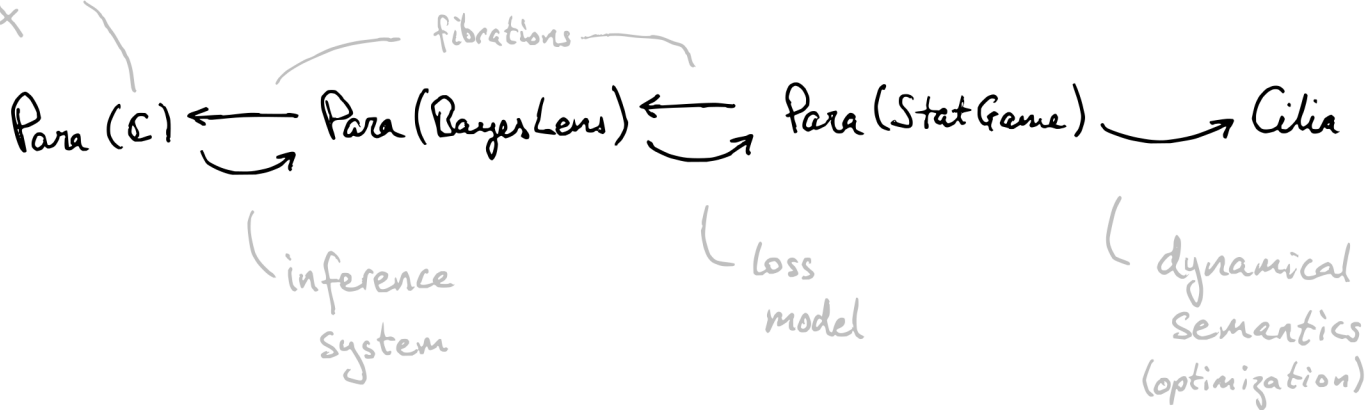 fibrations
Para (C) Para (BayesLens) Para (StatGame) Cilia
inference
system
loss
model
dynamical
semantics
(optimization)